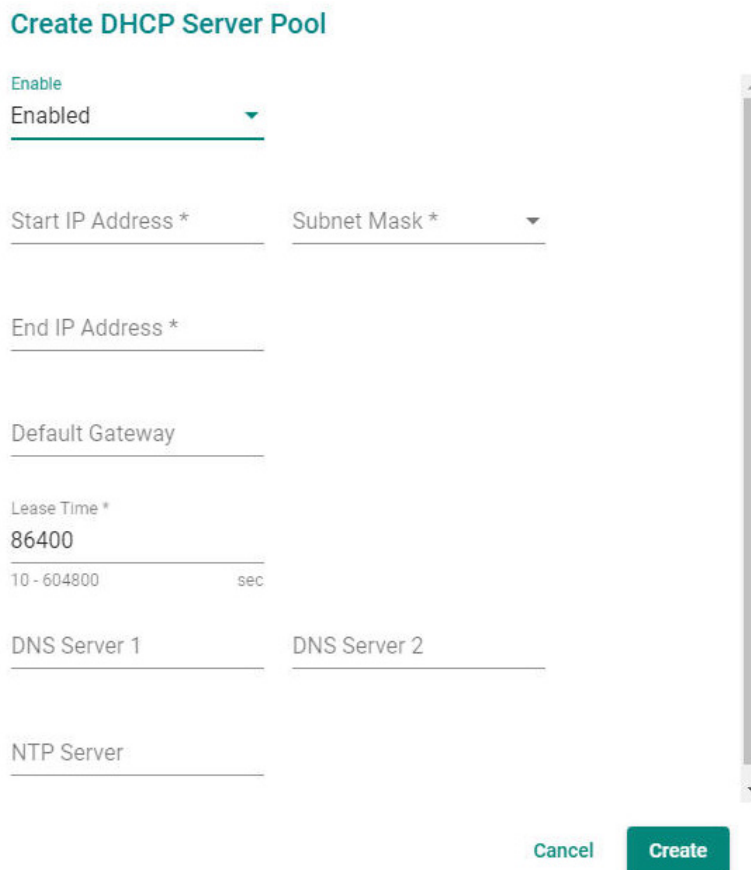 Create DHCP Server Pool
Enable
Enabled
Start IP Address * Subnet Mask *
End IP Address *
Default Gateway
Lease Time *
86400
10 - 604800 sec
DNS Server 1 DNS Server 2
NTP Server
Cancel Create